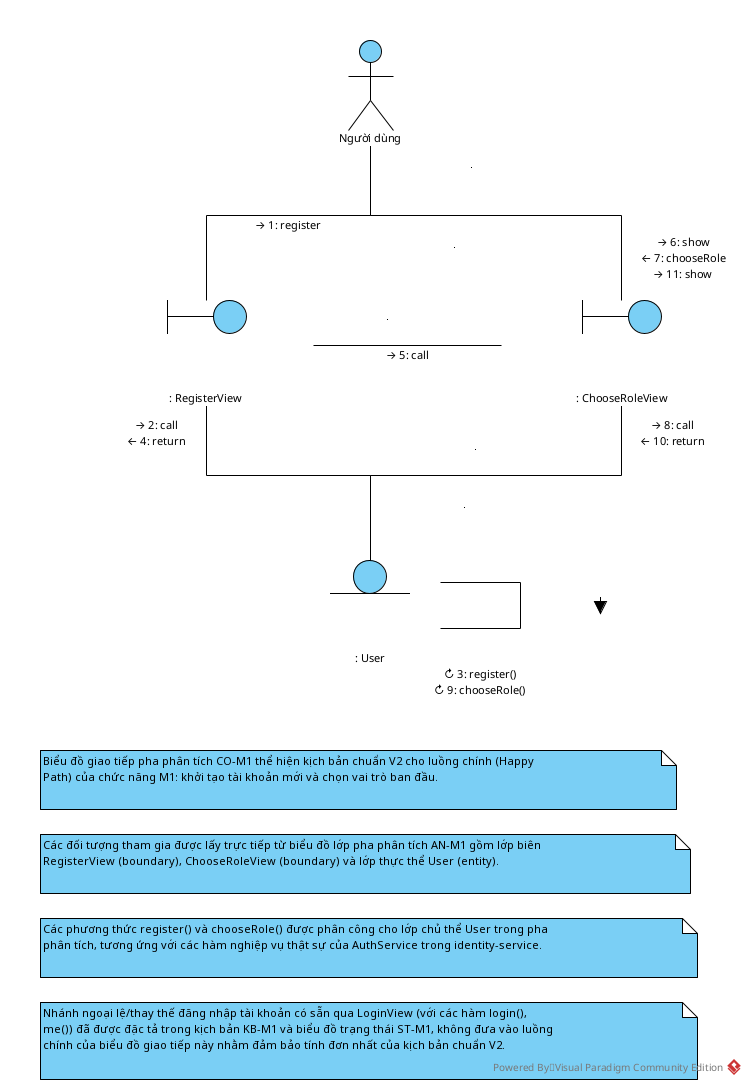 Người dùng
→ 1: register
→ 6: show
← 7: chooseRole
→ 11: show
→ 5: call
: RegisterView
: ChooseRoleView
→ 2: call
← 4: return
→ 8: call
← 10: return
: User
↻ 3: register()
↻ 9: chooseRole()
Biểu đồ giao tiếp pha phân tích CO-M1 thể hiện kịch bản chuẩn V2 cho luồng chính (Happy
Path) của chức năng M1: khởi tạo tài khoản mới và chọn vai trò ban đầu.
Các đối tượng tham gia được lấy trực tiếp từ biểu đồ lớp pha phân tích AN-M1 gồm lớp biên
RegisterView (boundary), ChooseRoleView (boundary) và lớp thực thể User (entity).
Các phương thức register() và chooseRole() được phân công cho lớp chủ thể User trong pha
phân tích, tương ứng với các hàm nghiệp vụ thật sự của AuthService trong identity-service.
Nhánh ngoại lệ/thay thế đăng nhập tài khoản có sẵn qua LoginView (với các hàm login(),
me()) đã được đặc tả trong kịch bản KB-M1 và biểu đồ trạng thái ST-M1, không đưa vào luồng
chính của biểu đồ giao tiếp này nhằm đảm bảo tính đơn nhất của kịch bản chuẩn V2.
Powered By Visual Paradigm Community Edition